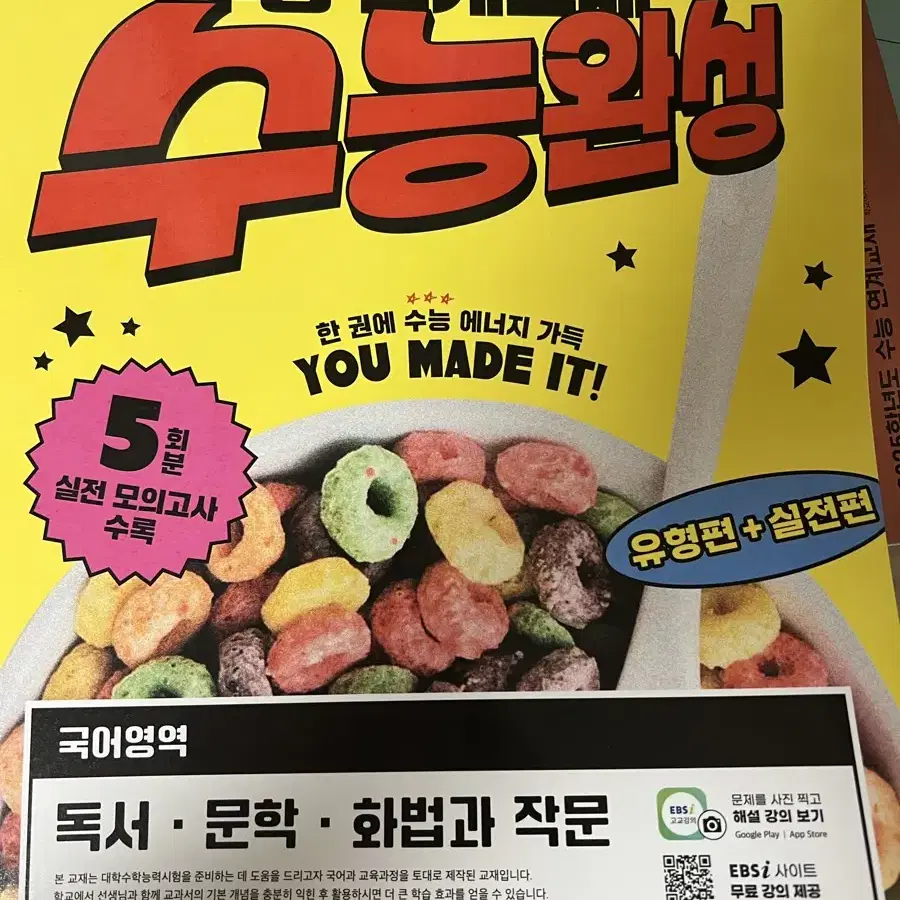 수능완성
한 권에 수능 에너지 가득
YOU MADE IT!
5회분
실전 모의고사
수록
유형편 + 실전편
국어영역
독서 · 문학 · 화법과 작문
본 교재는 대학수학능력시험을 준비하는 데 도움을 드리고자 국어과 교육과정을 토대로 제작된 교재입니다.
학교에서 선생님과 함께 교과서의 기본 개념을 충분히 익힌 후 활용하시면 더 큰 학습 효과를 얻을 수 있습니다.
EBSi
고교강의
문제를 사진 찍고
해설 강의 보기
Google Play | App Store
EBSi 사이트
무료 강의 제공
2025학년도 수능 연계교재